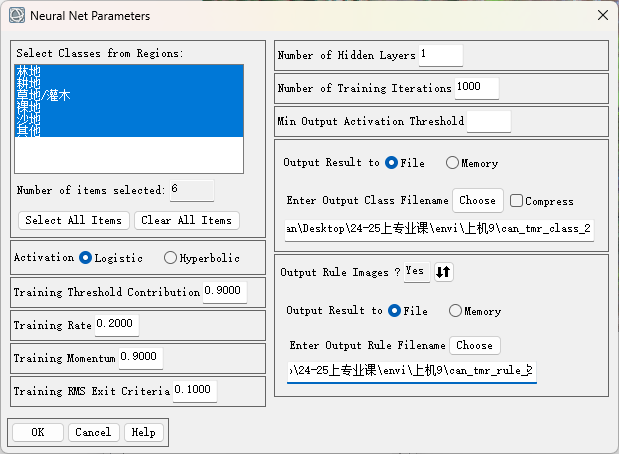 Neural Net Parameters
Select Classes from Regions:
林地
耕地
草地/灌木
裸地
沙地
其他
Number of items selected: 6
Select All Items
Clear All Items
Activation Logistic Hyperbolic
Training Threshold Contribution 0.9000
Training Rate 0.2000
Training Momentum 0.9000
Training RMS Exit Criteria 0.1000
Number of Hidden Layers 1
Number of Training Iterations 1000
Min Output Activation Threshold
Output Result to File Memory
Enter Output Class Filename Choose Compress
an\Desktop\24-25上专业课\envi\上机9\can_tmr_class_2
Output Rule Images ? Yes
Output Result to File Memory
Enter Output Rule Filename Choose
\24-25上专业课\envi\上机9\can_tmr_rule_2
OK Cancel Help